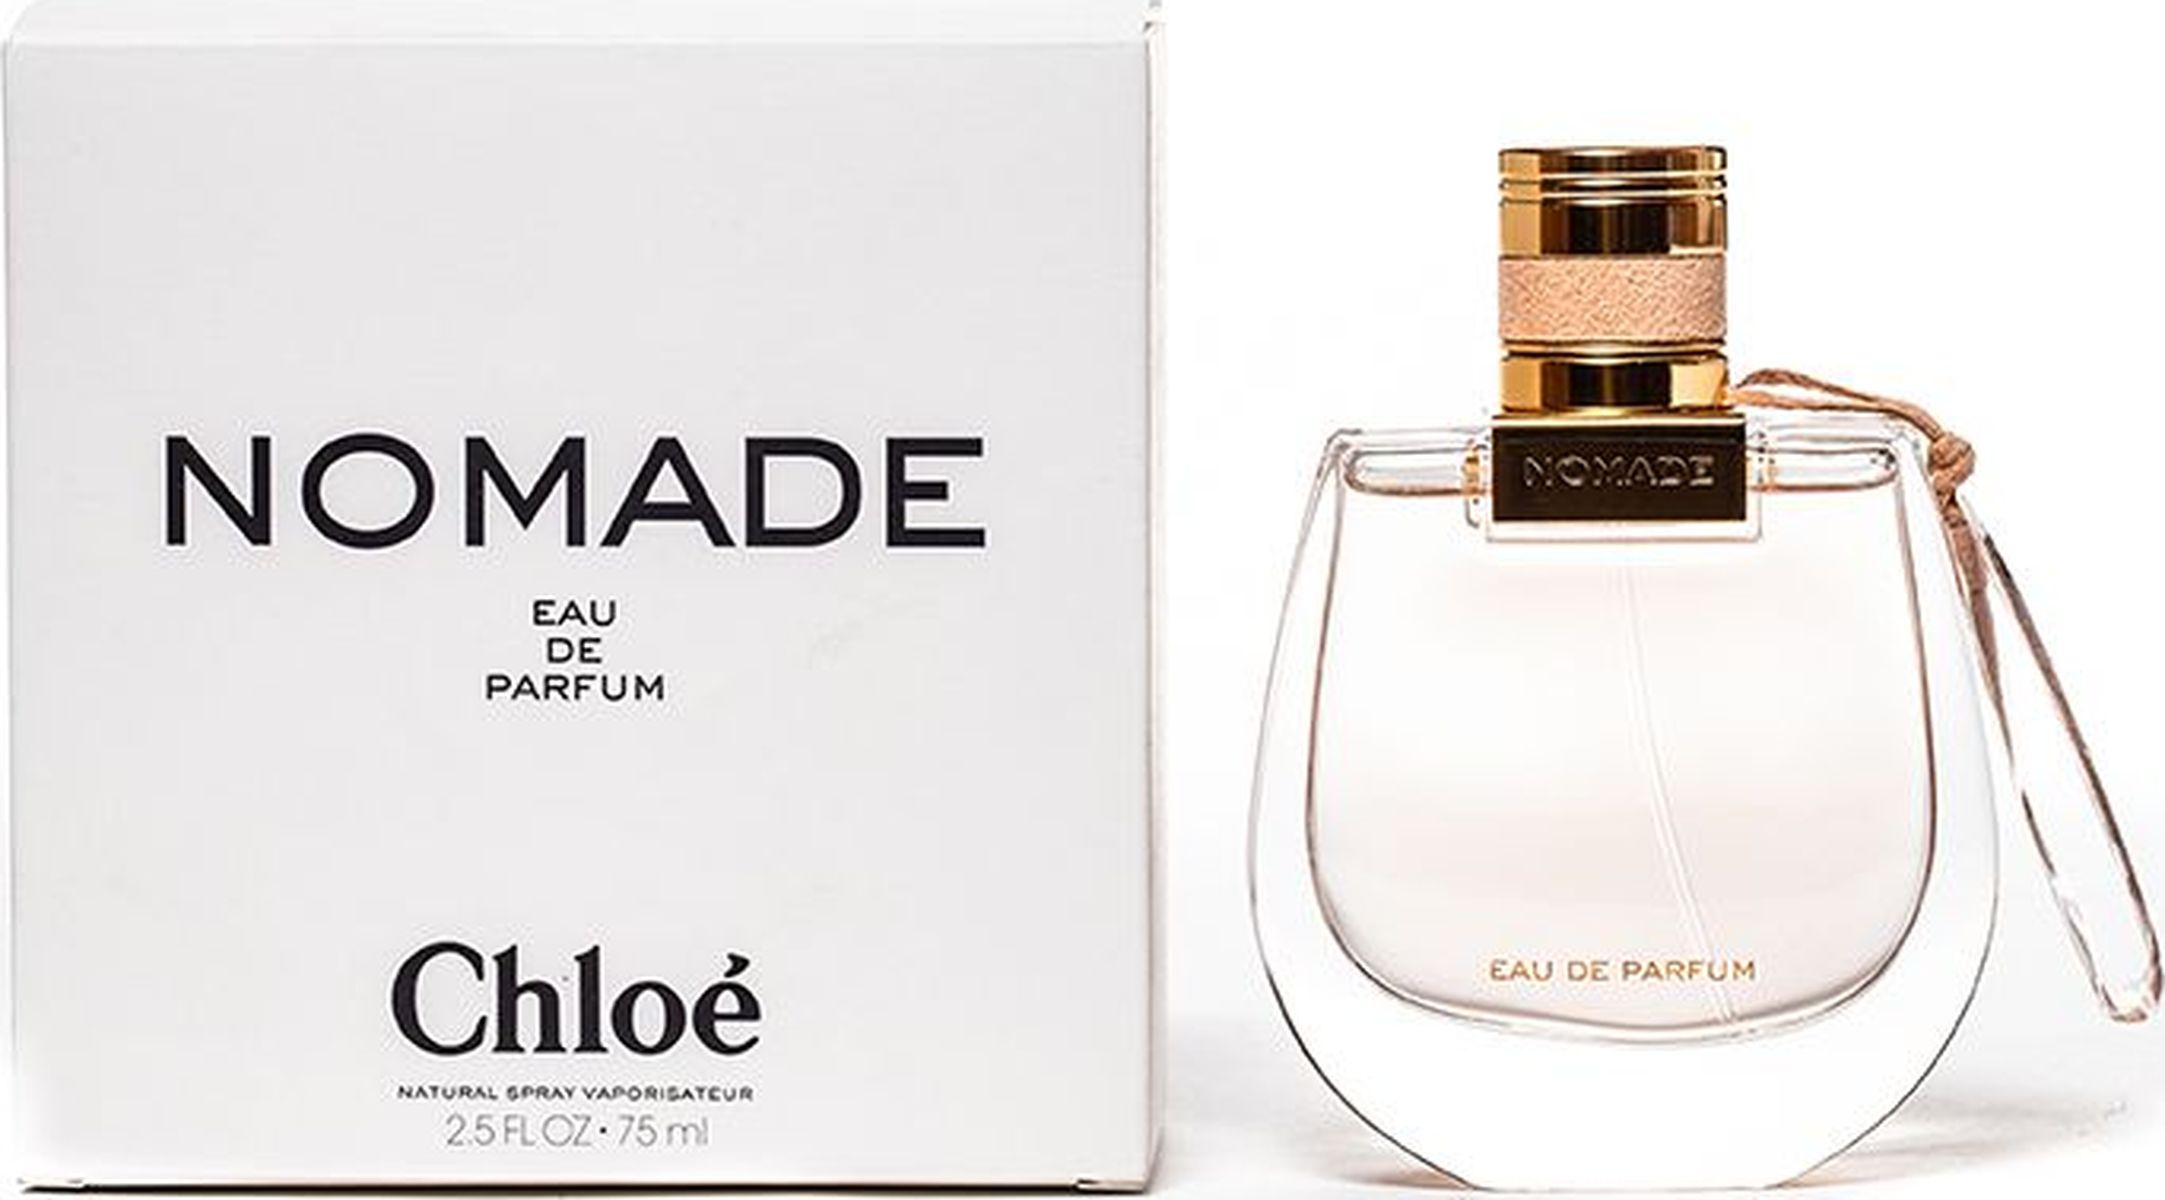 NOMADE
EAU
DE
PARFUM
Chloé
NATURAL SPRAY VAPORISATEUR
2.5 FL OZ • 75 ml
NOMADE
EAU DE PARFUM